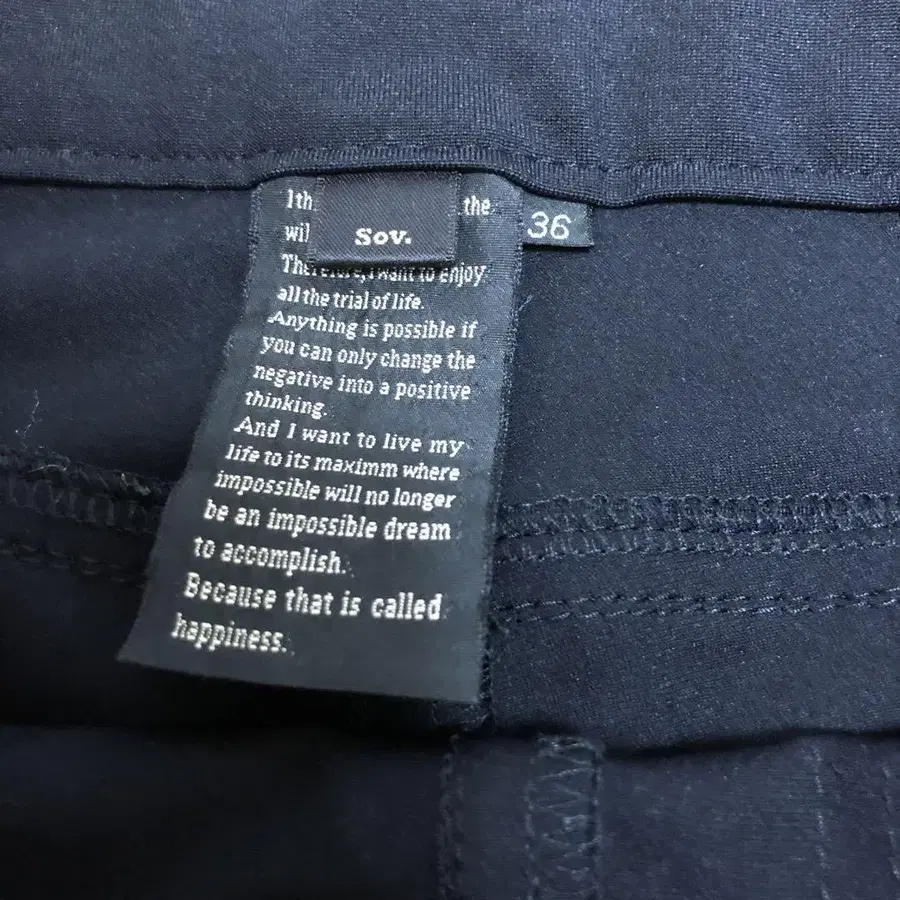 Ith the
wil
Sov.
36
Therefore, I want to enjoy
all the trial of life.
Anything is possible if
you can only change the
negative into a positive
thinking.
And I want to live my
life to its maximm where
impossible will no longer
be an impossible dream
to accomplish.
Because that is called
happiness.